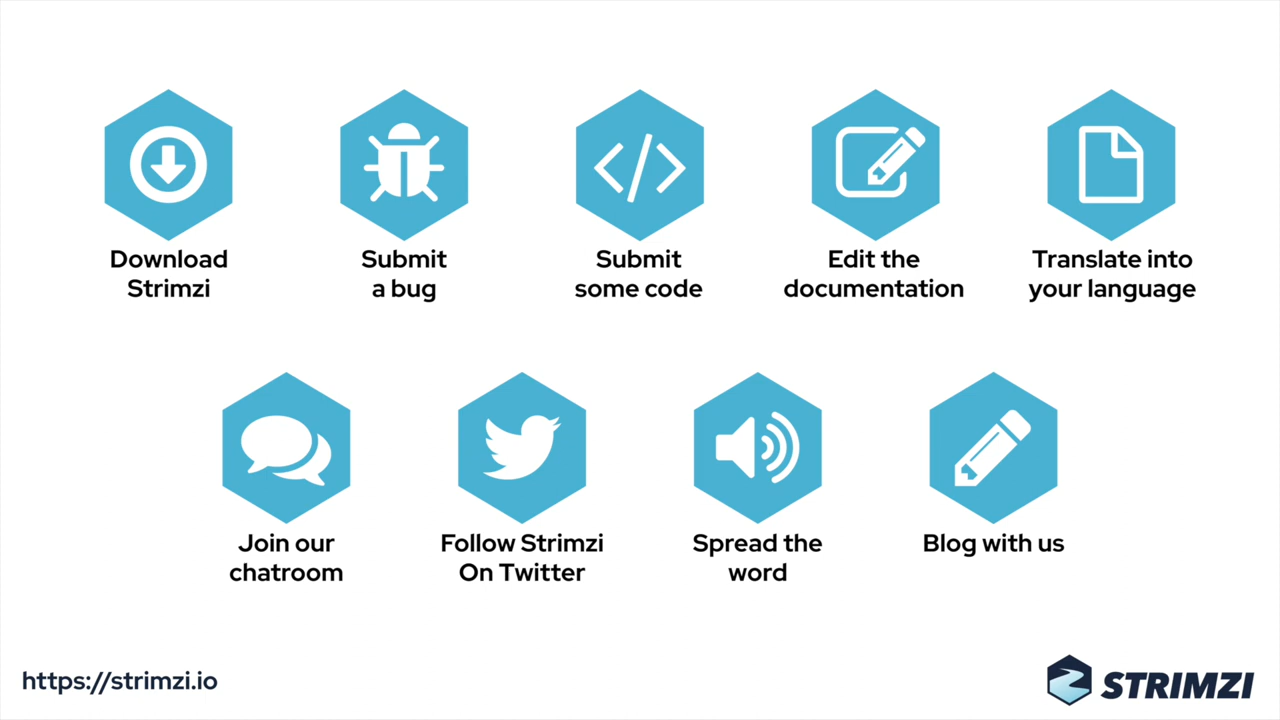 Download
Strimzi
Submit
a bug
Submit
some code
Edit the
documentation
Translate into
your language
Join our
chatroom
Follow Strimzi
On Twitter
Spread the
word
Blog with us
https://strimzi.io
STRIMZI